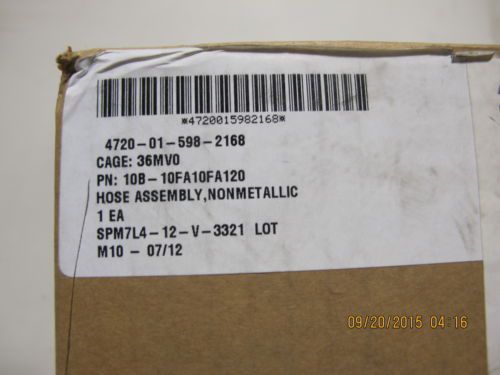 *4720015982168*
4720-01-598-2168
CAGE: 36MV0
PN: 10B-10FA10FA120
HOSE ASSEMBLY,NONMETALLIC
1 EA
SPM7L4-12-V-3321 LOT
M10 - 07/12
09/20/2015 04:16